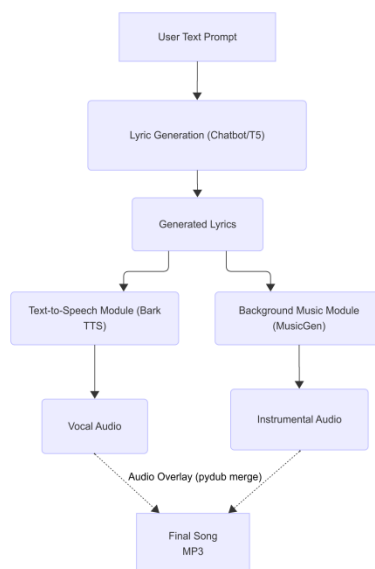 User Text Prompt
Lyric Generation (Chatbot/T5)
Generated Lyrics
Text-to-Speech Module (Bark
TTS)
Background Music Module
(MusicGen)
Vocal Audio
Instrumental Audio
Audio Overlay (pydub merge)
Final Song
MP3